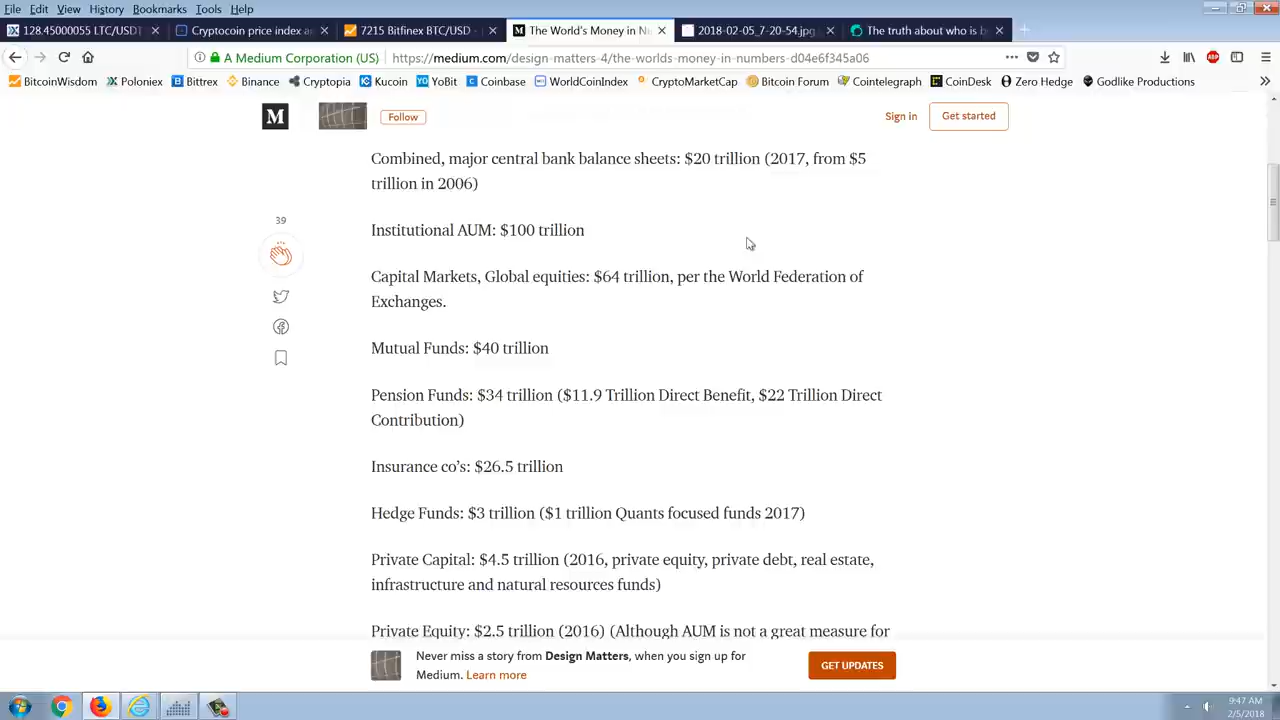 File Edit View History Bookmarks Tools Help
128.45000055 LTC/USDT
Cryptocoin price index a
7215 Bitfinex BTC/USD -
The World's Money in N
2018-02-05_7-20-54.jpg
The truth about who is b
A Medium Corporation (US)
https://medium.com/design-matters-4/the-worlds-money-in-numbers-d04e6f345a06
BitcoinWisdom Poloniex Bittrex Binance Cryptopia Kucoin YoBit Coinbase WorldCoinIndex CryptoMarketCap Bitcoin Forum Cointelegraph CoinDesk Zero Hedge Godlike Productions
M
Follow
Sign in
Get started
Combined, major central bank balance sheets: $20 trillion (2017, from $5
trillion in 2006)
39
Institutional AUM: $100 trillion
Capital Markets, Global equities: $64 trillion, per the World Federation of
Exchanges.
Mutual Funds: $40 trillion
Pension Funds: $34 trillion ($11.9 Trillion Direct Benefit, $22 Trillion Direct
Contribution)
Insurance co's: $26.5 trillion
Hedge Funds: $3 trillion ($1 trillion Quants focused funds 2017)
Private Capital: $4.5 trillion (2016, private equity, private debt, real estate,
infrastructure and natural resources funds)
Private Equity: $2.5 trillion (2016) (Although AUM is not a great measure for
Never miss a story from Design Matters, when you sign up for
Medium. Learn more
GET UPDATES
9:47 AM
2/5/2018